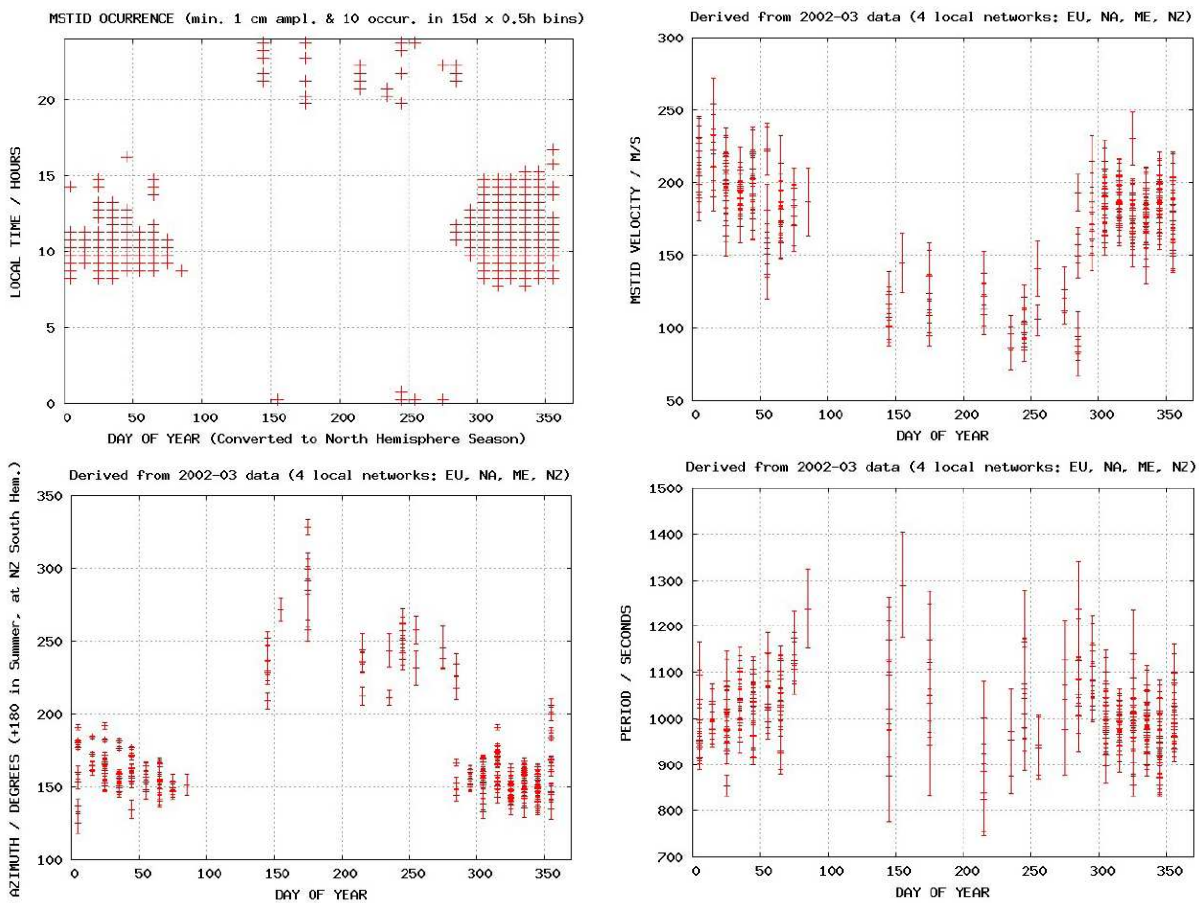 MSTID OCURRENCE (min. 1 cm ampl. & 10 occur. in 15d x 0.5h bins)
LOCAL TIME / HOURS
20
15
10
5
0
0 50 100 150 200 250 300 350
DAY OF YEAR (Converted to North Hemisphere Season)
Derived from 2002-03 data (4 local networks: EU, NA, ME, NZ)
MSTID VELOCITY / M/S
300
250
200
150
100
50
0 50 100 150 200 250 300 350
DAY OF YEAR
Derived from 2002-03 data (4 local networks: EU, NA, ME, NZ)
AZIMUTH / DEGREES (+180 in Summer, at NZ South Hem.)
350
300
250
200
150
100
0 50 100 150 200 250 300 350
DAY OF YEAR
Derived from 2002-03 data (4 local networks: EU, NA, ME, NZ)
PERIOD / SECONDS
1500
1400
1300
1200
1100
1000
900
800
700
0 50 100 150 200 250 300 350
DAY OF YEAR